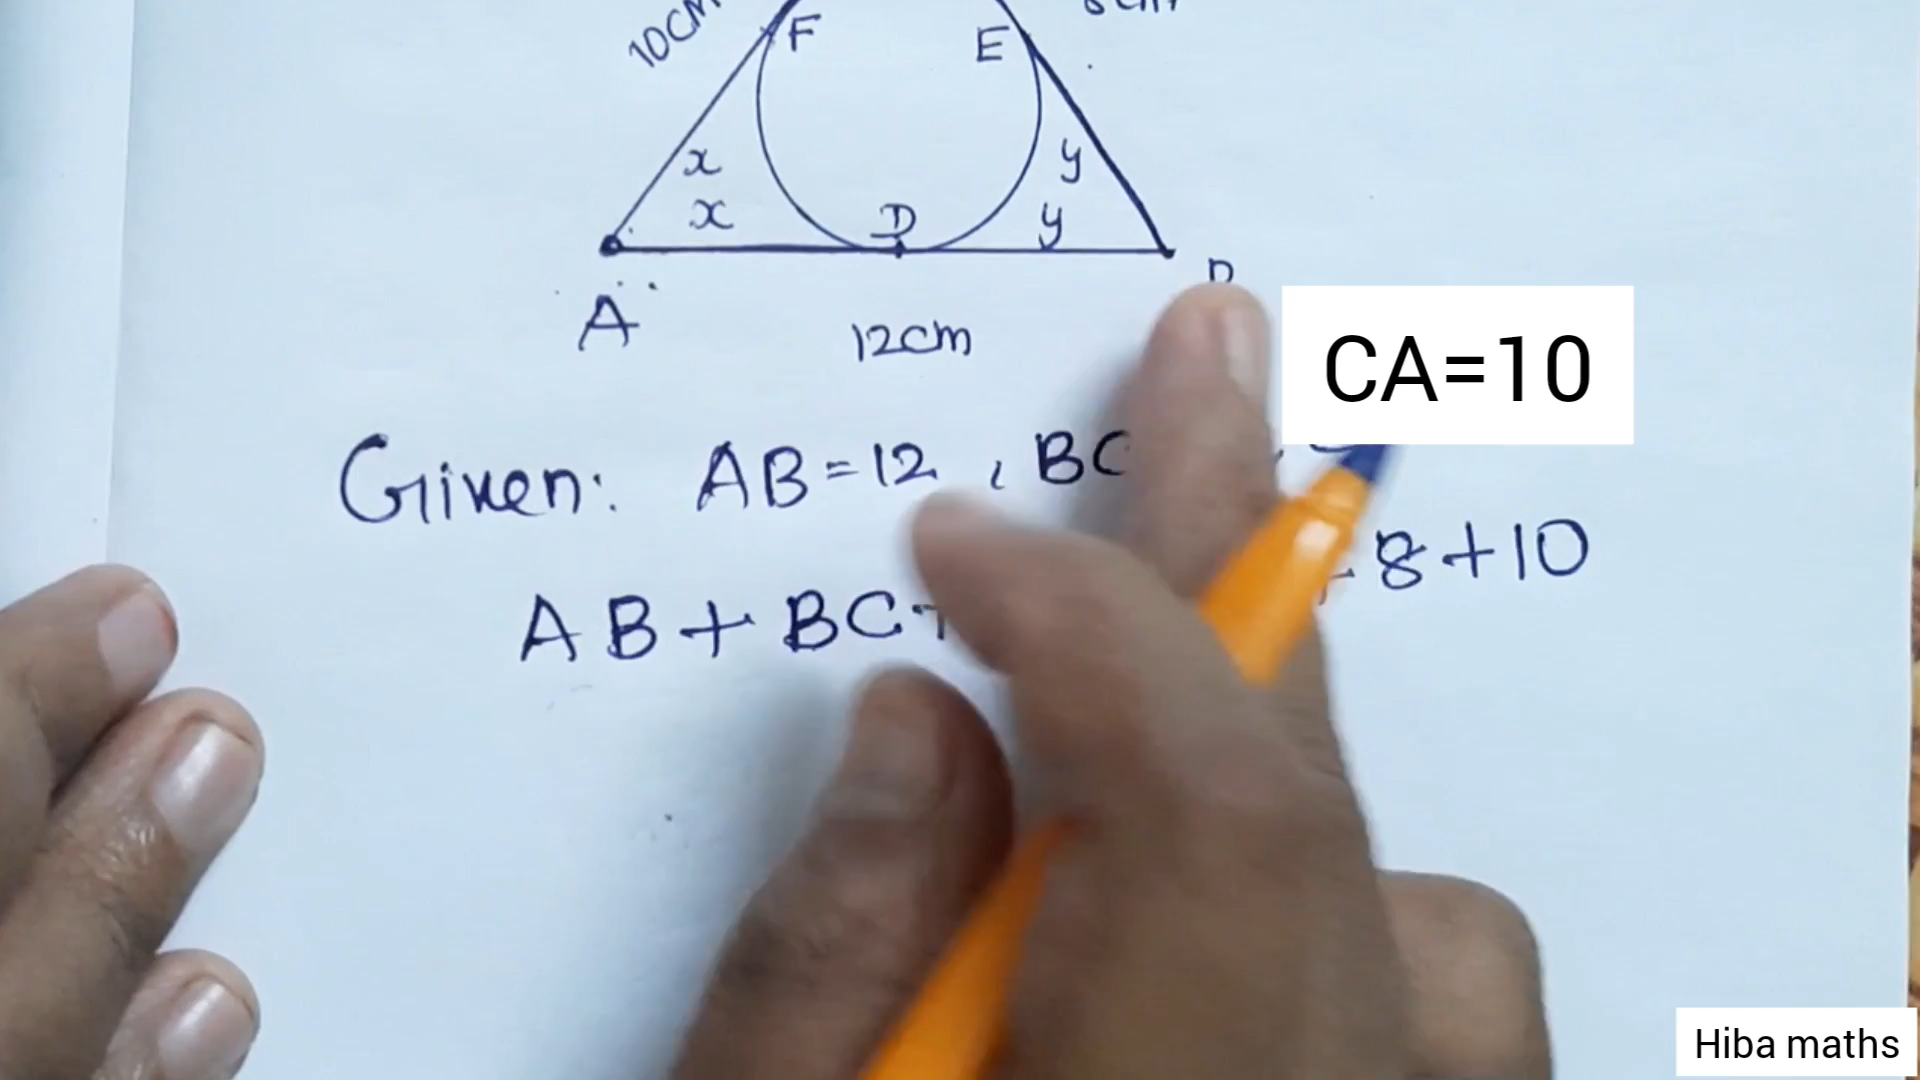 10CM
F
E
x
y
x
D
y
A
12cm
CA=10
Given: AB=12 , BC
8+10
AB+BC+
Hiba maths